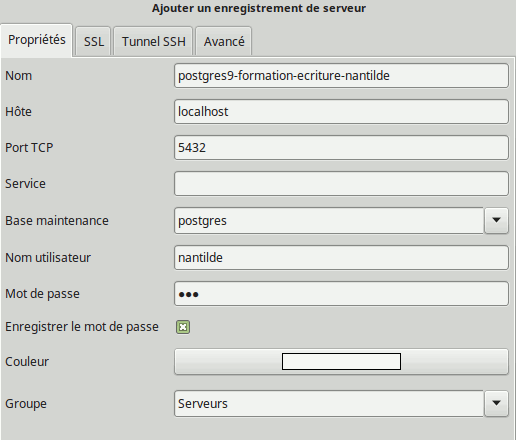 Ajouter un enregistrement de serveur
Propriétés SSL Tunnel SSH Avancé
Nom postgres9-formation-ecriture-nantilde
Hôte localhost
Port TCP 5432
Service
Base maintenance postgres
Nom utilisateur nantilde
Mot de passe ●●●
Enregistrer le mot de passe
Couleur
Groupe Serveurs